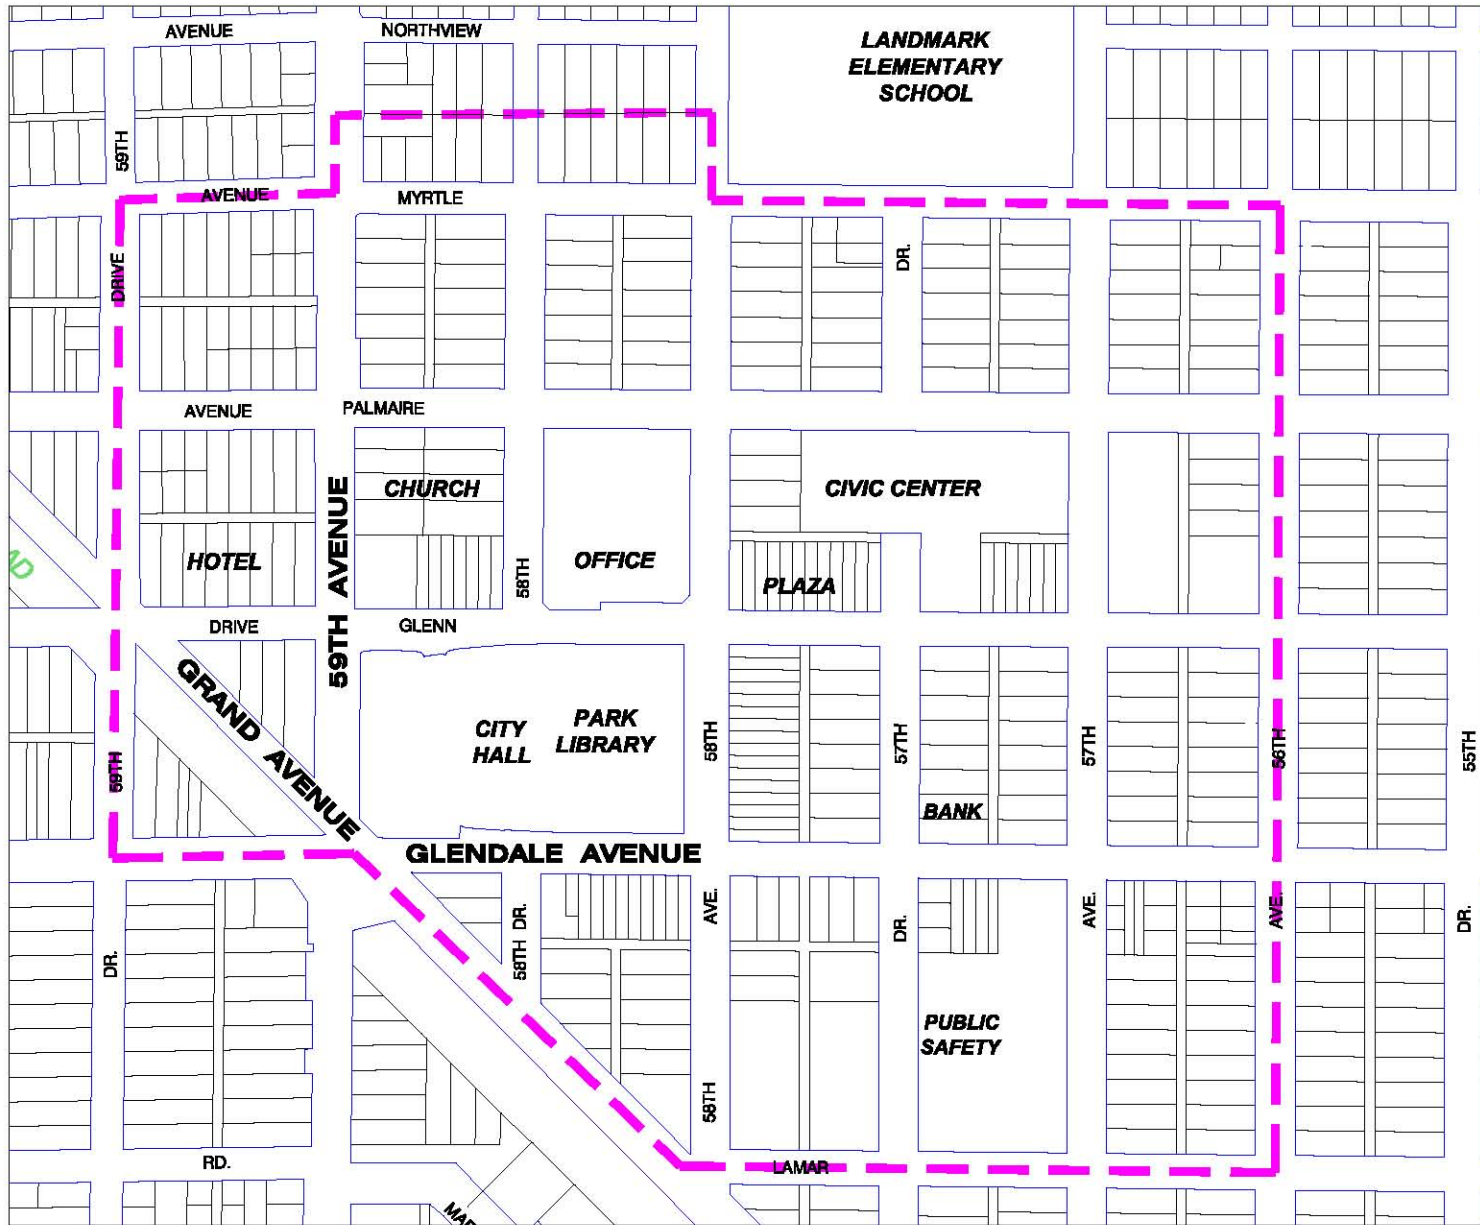 AVENUE NORTHVIEW
LANDMARK
ELEMENTARY
SCHOOL
59TH
AVENUE MYRTLE
DRIVE
DR.
AVENUE PALMAIRE
CHURCH
CIVIC CENTER
59TH AVENUE
HOTEL
58TH
OFFICE
PLAZA
AD
DRIVE GLENN
GRAND AVENUE
CITY
HALL
PARK
LIBRARY
59TH
58TH
57TH
57TH
56TH
55TH
BANK
GLENDALE AVENUE
DR.
58TH DR.
AVE.
DR.
AVE.
AVE.
DR.
PUBLIC
SAFETY
58TH
RD.
LAMAR
MAR